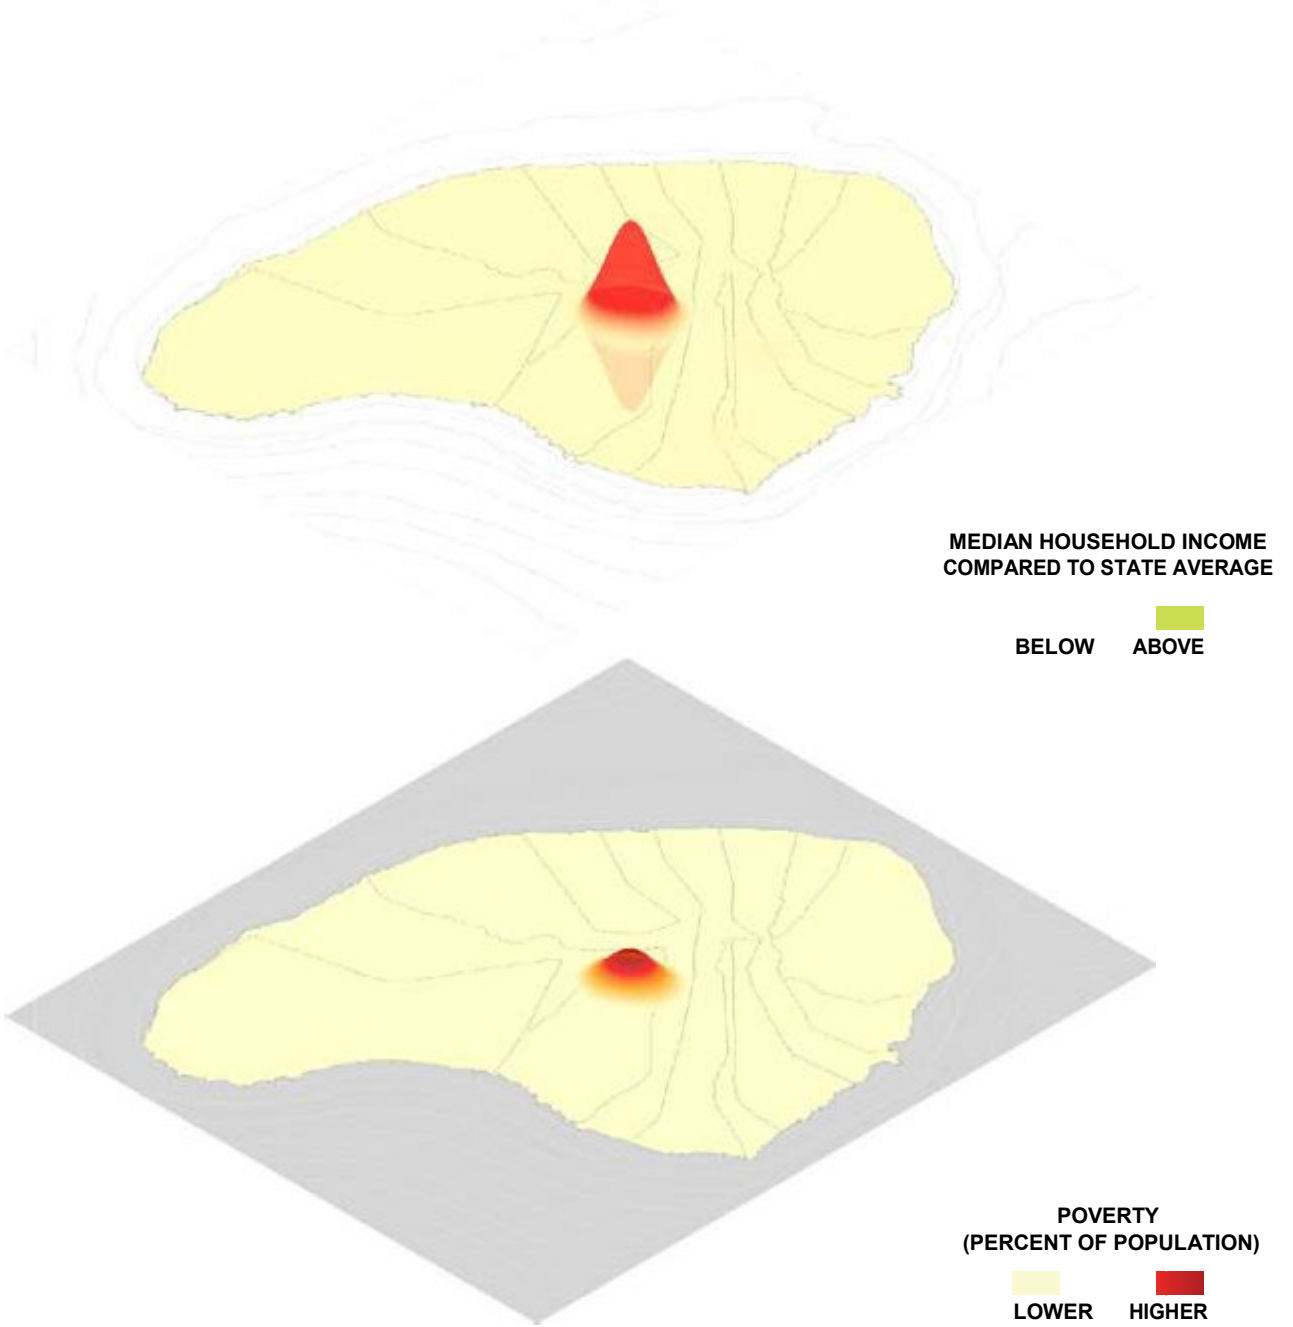 MEDIAN HOUSEHOLD INCOME
COMPARED TO STATE AVERAGE
BELOW ABOVE
POVERTY
(PERCENT OF POPULATION)
LOWER HIGHER